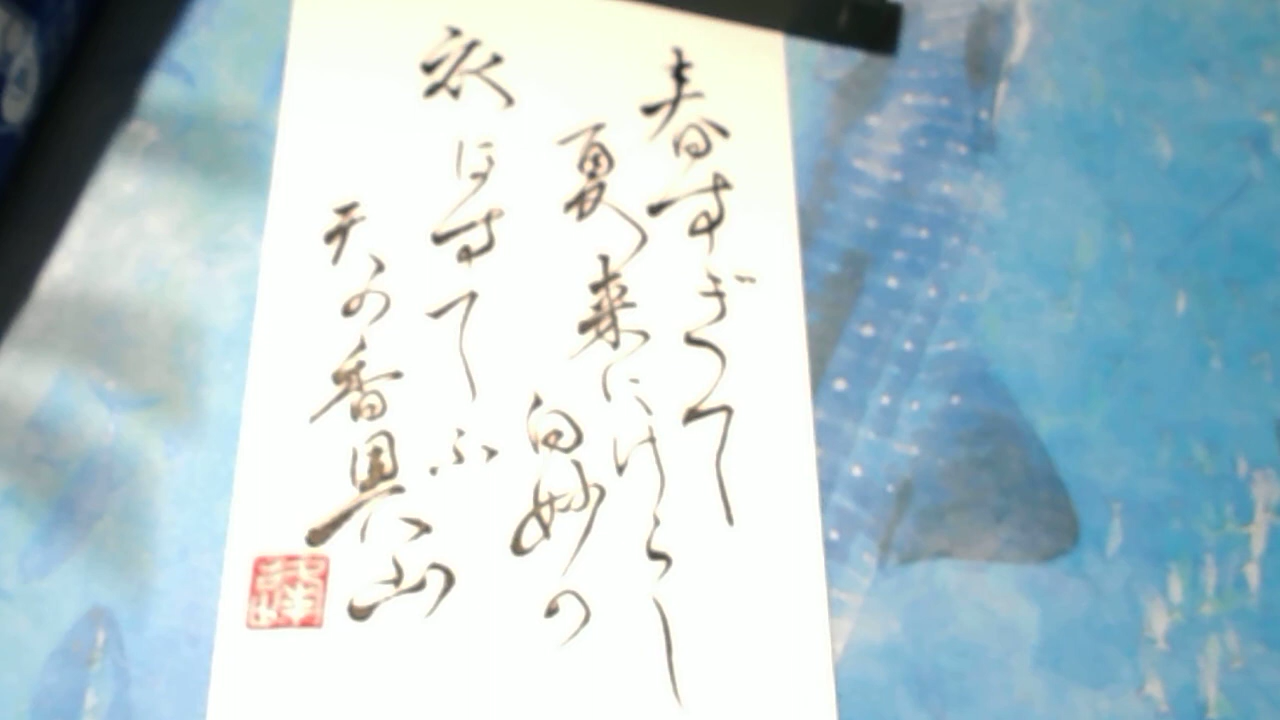 春すぎて
夏来にけらし
白妙の
衣ほすてふ
天の香具山